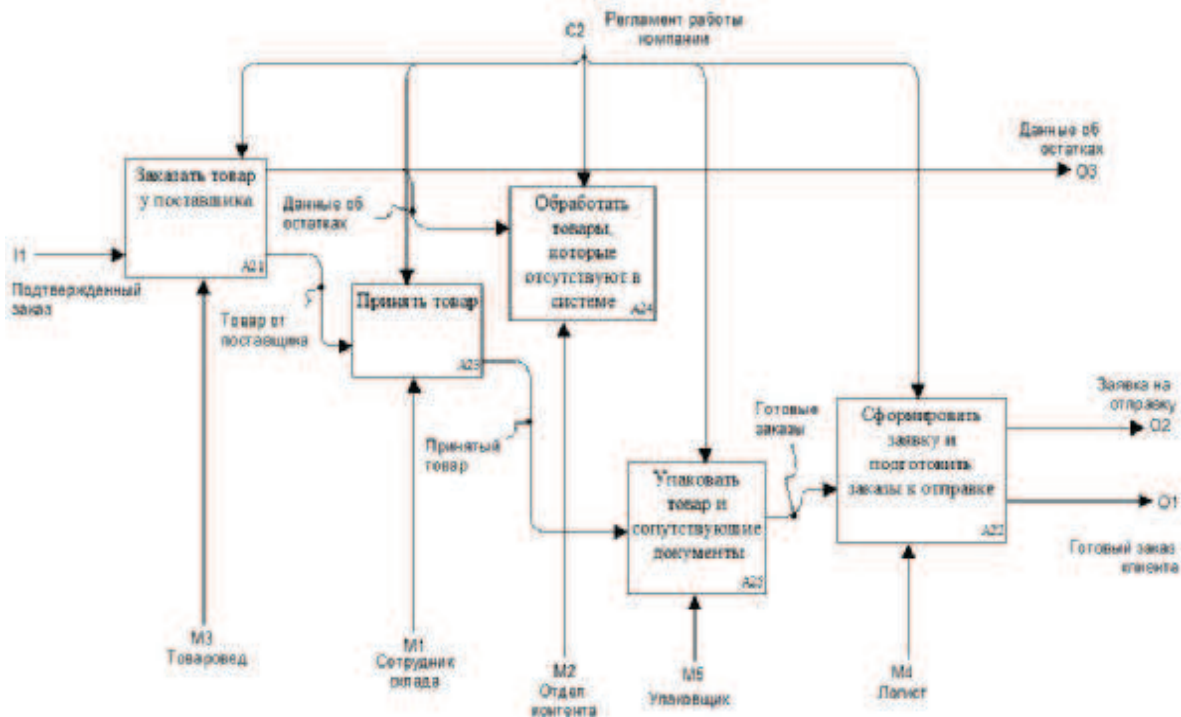 C2
Регламент работы
компании
Данные об
остатках
O3
Заказать товар
у поставщика
A21
Данные об
остатках
Обработать
товары,
которые
отсутствуют в
системе
A24
I1
Подтвержденный
заказ
Товар от
поставщика
Принять товар
Принятый
товар
Готовые
заказы
Упаковать
товар и
сопутствующие
документы
Сформировать
заявку и
подготовить
заказы к отправке
A22
Заявка на
отправку
O2
O1
Готовый заказ
клиента
M3
Товаровед
M1
Сотрудник
склада
M2
Отдел
контента
M5
Упаковщик
M4
Логист